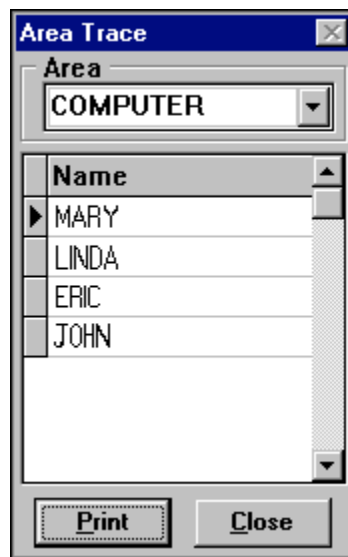 Area Trace
Area
COMPUTER
Name
MARY
LINDA
ERIC
JOHN
Print Close